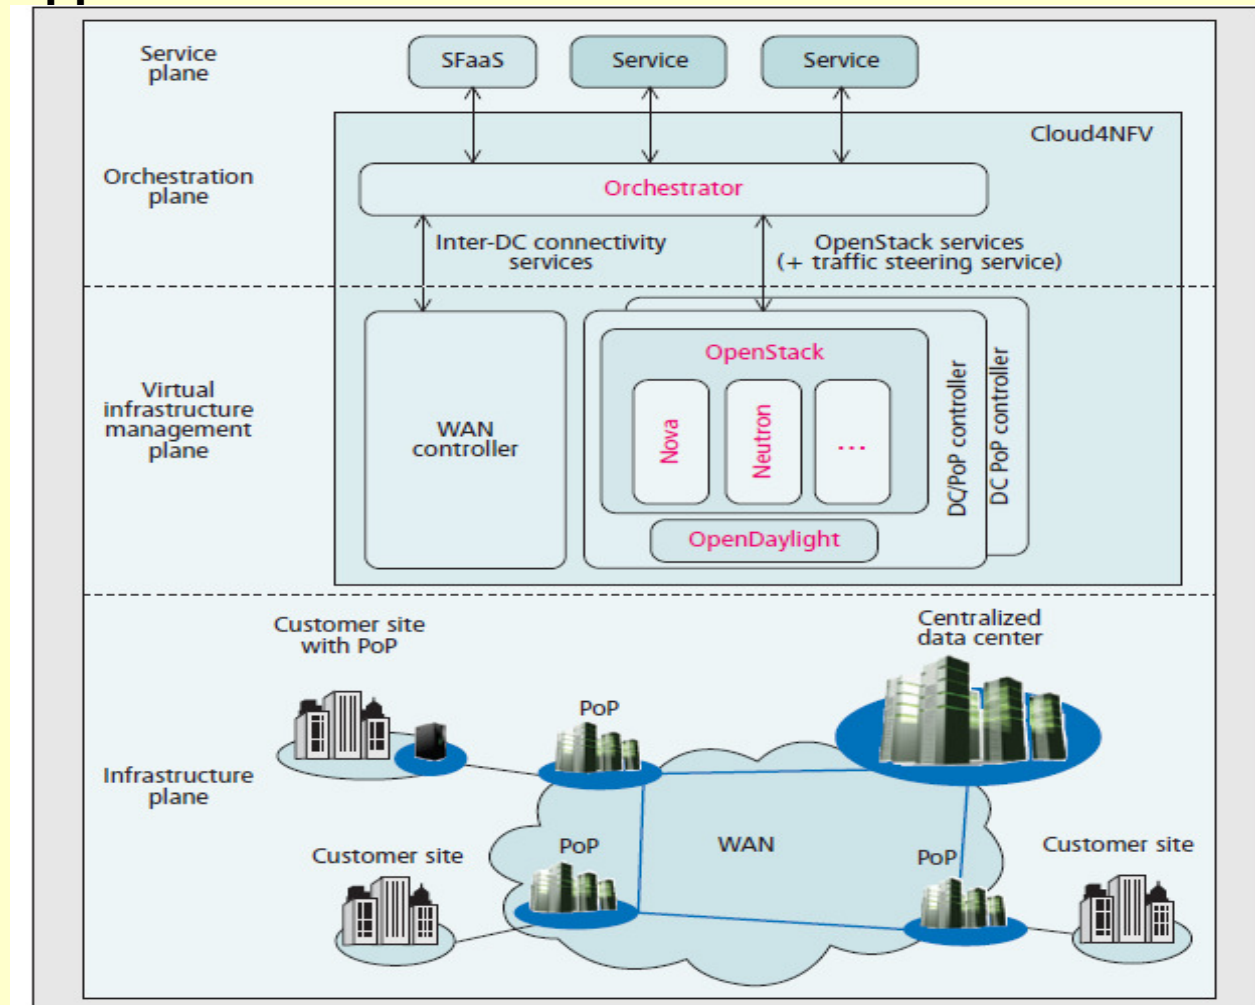 Service
plane
SFaaS
Service
Service
Cloud4NFV
Orchestration
plane
Orchestrator
Inter-DC connectivity
services
OpenStack services
(+ traffic steering service)
Virtual
infrastructure
management
plane
WAN
controller
OpenStack
Nova
Neutron
...
OpenDaylight
DC/PoP controller
DC PoP controller
Infrastructure
plane
Customer site
with PoP
PoP
Centralized
data center
Customer site
PoP
WAN
PoP
Customer site